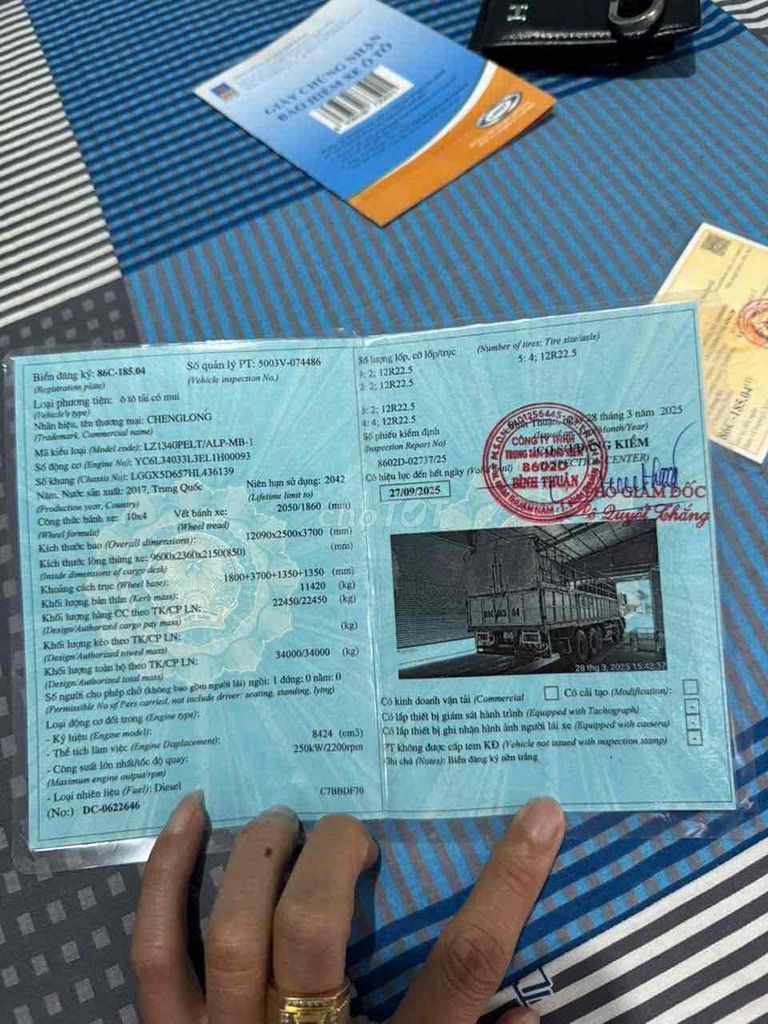 GIẤY CHỨNG NHẬN
BẢO HIỂM XE Ô TÔ
86C-185.04
Biển đăng ký: 86C-185.04
(Registration plate)
Số quản lý PT: 5003V-074486
(Vehicle inspection No.)
Loại phương tiện: ô tô tải có mui
(Vehicle's type)
Nhãn hiệu, tên thương mại: CHENGLONG
(Trademark, Commercial name)
Mã kiểu loại (Model code): LZ1340PELT/ALP-MB-1
Số động cơ (Engine No): YC6L34033L3EL1H00093
Số khung (Chassis No): LGGX5D657HL436139
Năm, Nước sản xuất: 2017, Trung Quốc
(Production year, Country)
Niên hạn sử dụng: 2042
(Lifetime limit to)
Công thức bánh xe: 10x4
(Wheel formula)
Vết bánh xe:
(Wheel tread)
2050/1860 (mm)
Kích thước bao (Overall dimensions):
12090x2500x3700 (mm)
Kích thước lòng thùng xe: 9600x2360x2150(850)
(Inside dimensions of cargo desk)
(mm)
Khoảng cách trục (Wheel base):
1800+3700+1350+1350 (mm)
Khối lượng bản thân (Kerb mass):
11420 (kg)
Khối lượng hàng CC theo TK/CP LN:
22450/22450 (kg)
(Design/Authorized cargo pay mass)
Khối lượng kéo theo TK/CP LN:
(kg)
(Design/Authorized towed mass)
Khối lượng toàn bộ theo TK/CP LN:
34000/34000 (kg)
(Design/Authorized total mass)
Số người cho phép chở (không bao gồm người lái) ngồi: 1 đứng: 0 nằm: 0
(Permissible No of Pers carried, not include driver: seating, standing, lying)
Loại động cơ đốt trong (Engine type):
- Ký hiệu (Engine model):
- Thể tích làm việc (Engine Displacement):
8424 (cm3)
- Công suất lớn nhất/tốc độ quay:
250kW/2200rpm
(Maximum engine output/rpm)
- Loại nhiên liệu (Fuel): Diesel
C7BBDF70
(No:) DC-0622646
Số lượng lốp, cỡ lốp/trục
(Number of tires: Tire size/axle)
1: 2; 12R22.5
5: 4; 12R22.5
2: 2; 12R22.5
3: 2; 12R22.5
4: 4; 12R22.5
Số phiếu kiểm định
(Inspection Report No)
8602D-02737/25
28 tháng 3 năm 2025
Có hiệu lực đến hết ngày
27/09/2025
CÔNG TY TNHH
8602D
BÌNH THUẬN
PHÓ GIÁM ĐỐC
Quyết Thắng
choTỐT
28 thg 3, 2025 15:42:37
Có kinh doanh vận tải (Commercial
Có cải tạo (Modification):
Có lắp thiết bị giám sát hành trình (Equipped with Tachograph)
Có lắp thiết bị ghi nhận hình ảnh người lái xe (Equipped with camera)
PT không được cấp tem KĐ (Vehicle not issued with inspection stamp)
Ghi chú (Notes): Biển đăng ký nền trắng